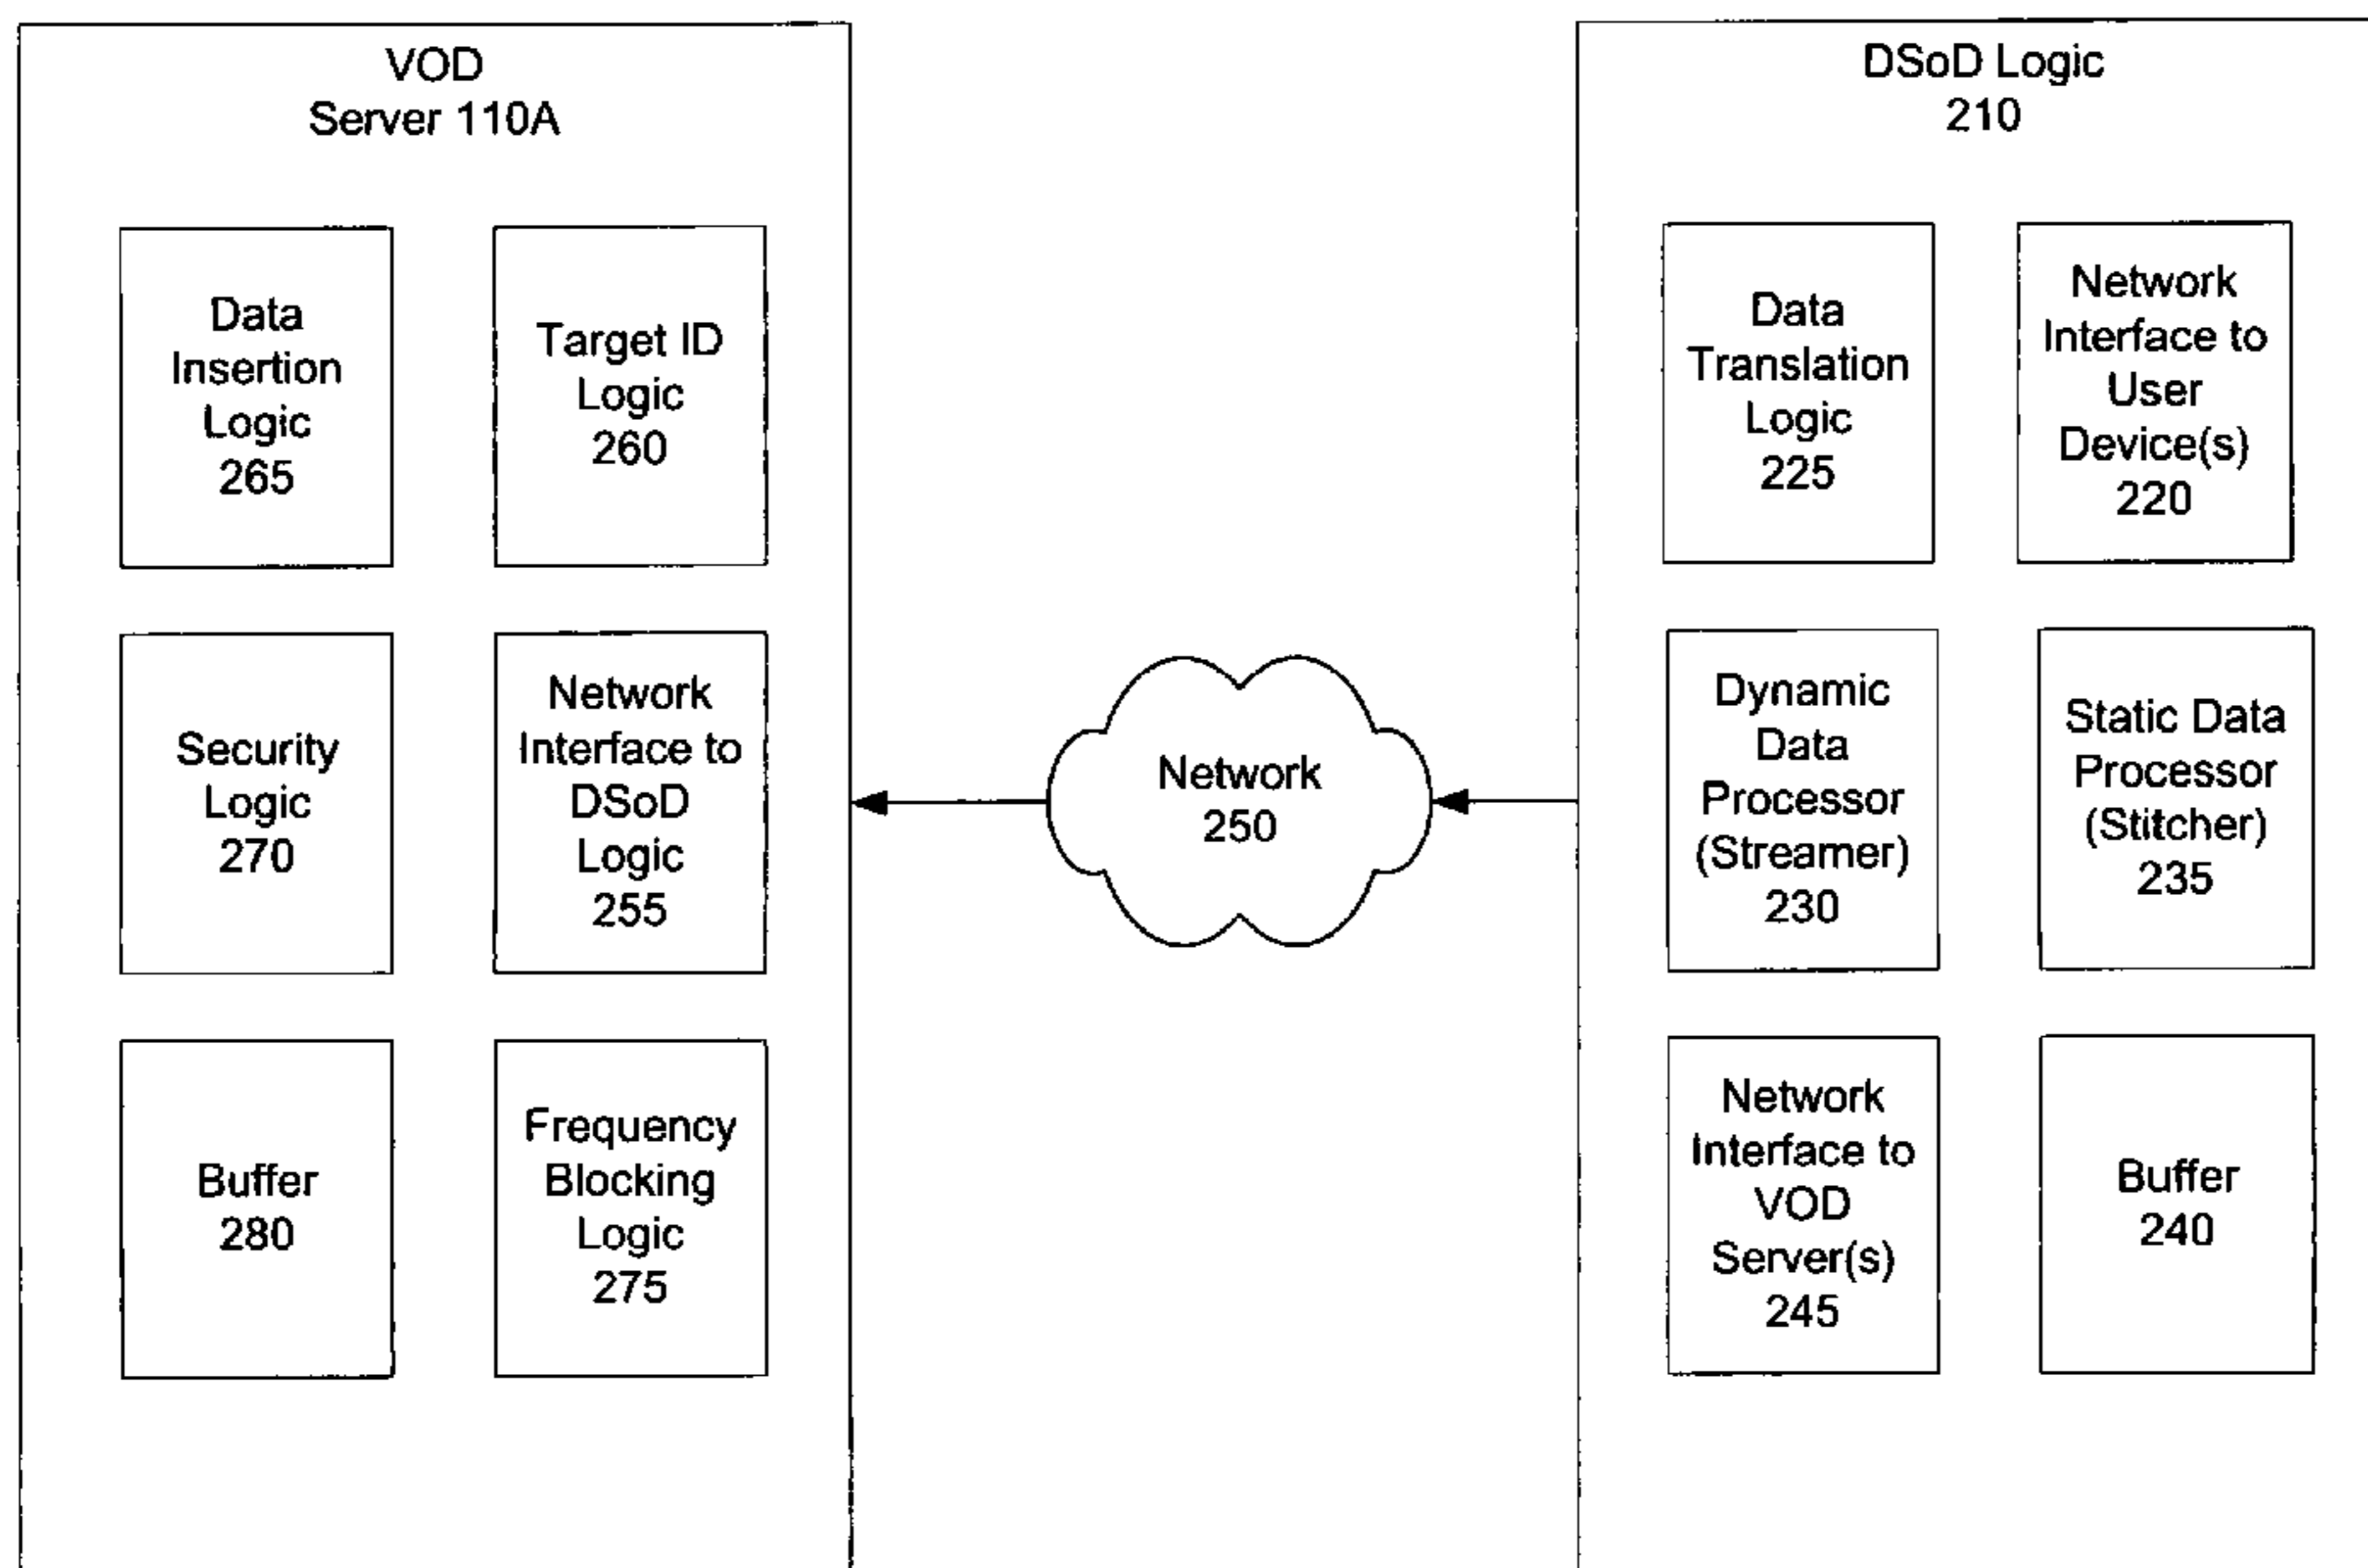 VOD
Server 110A
Data
Insertion
Logic
265
Target ID
Logic
260
Security
Logic
270
Network
Interface to
DSoD
Logic
255
Buffer
280
Frequency
Blocking
Logic
275
Network
250
DSoD Logic
210
Data
Translation
Logic
225
Network
Interface to
User
Device(s)
220
Dynamic
Data
Processor
(Streamer)
230
Static Data
Processor
(Stitcher)
235
Network
Interface to
VOD
Server(s)
245
Buffer
240